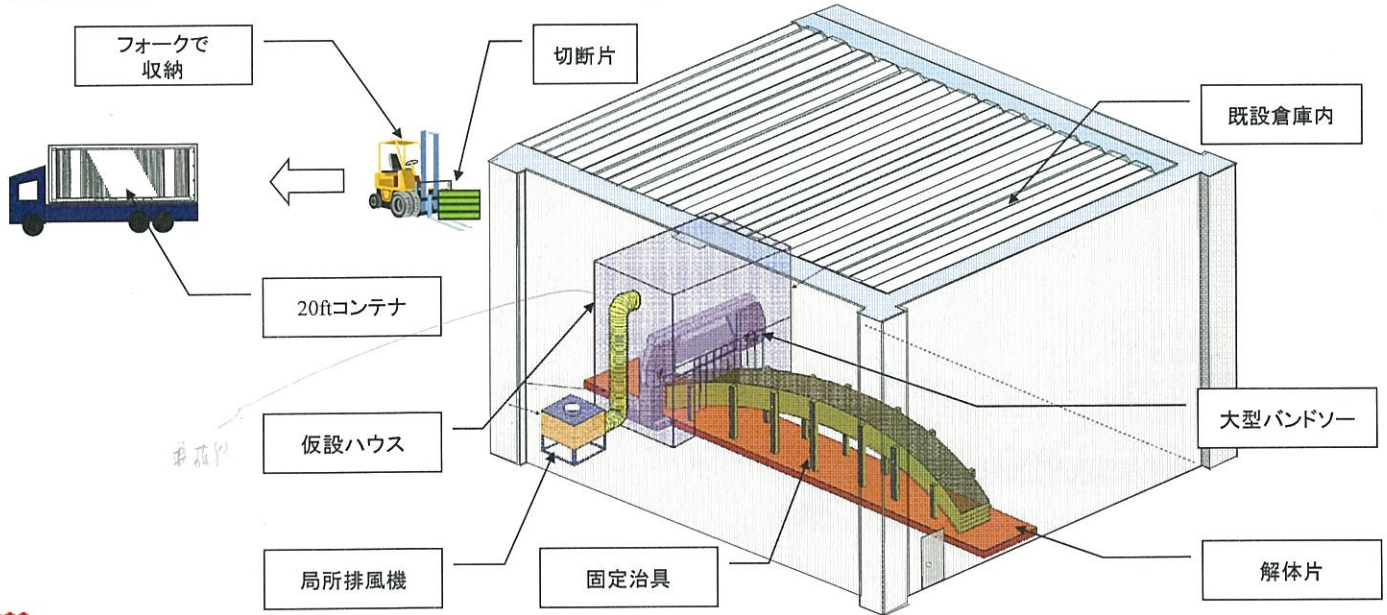 フォークで
収納
切断片
既設倉庫内
20ftコンテナ
仮設ハウス
大型バンドソー
局所排風機
固定治具
解体片